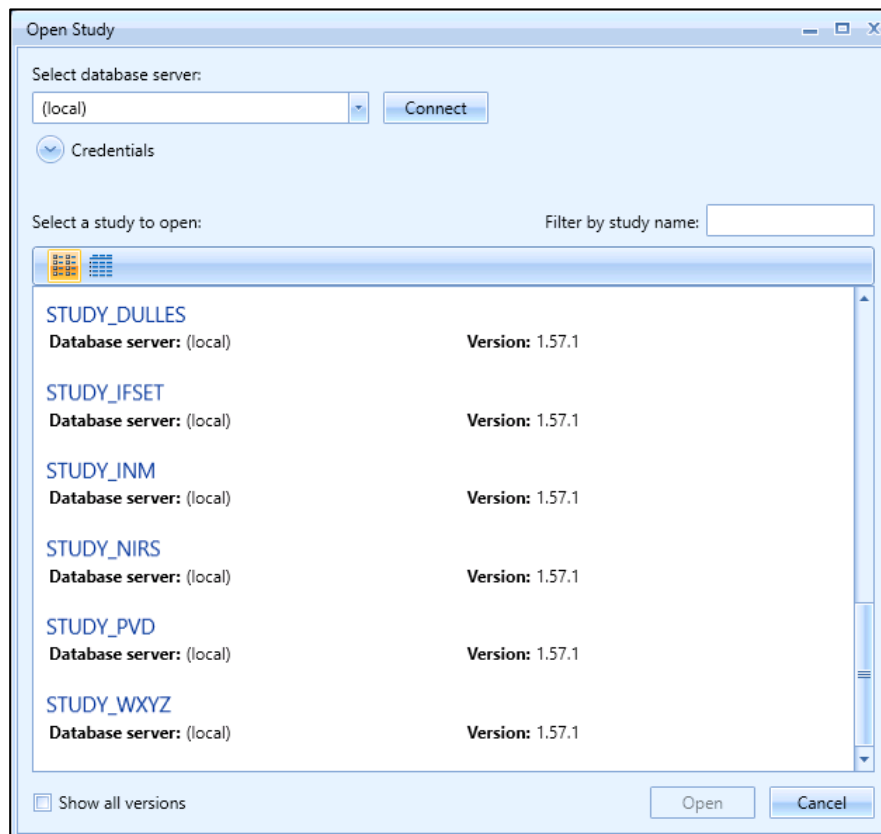 Open Study
Select database server:
(local)
Connect
Credentials
Select a study to open:
Filter by study name:
STUDY_DULLES
Database server: (local) Version: 1.57.1
STUDY_IFSET
Database server: (local) Version: 1.57.1
STUDY_INM
Database server: (local) Version: 1.57.1
STUDY_NIRS
Database server: (local) Version: 1.57.1
STUDY_PVD
Database server: (local) Version: 1.57.1
STUDY_WXYZ
Database server: (local) Version: 1.57.1
Show all versions
Open
Cancel